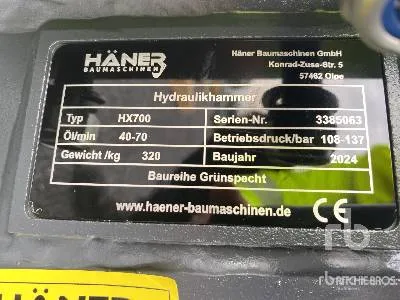 HÄNER
BAUMASCHINEN
Häner Baumaschinen GmbH
Konrad-Zuse-Str. 5
57462 Olpe
Hydraulikhammer
Typ HX700 Serien-Nr. 3385063
Öl/min 40-70 Betriebsdruck/bar 108-137
Gewicht /kg 320 Baujahr 2024
Baureihe Grünspecht
www.haener-baumaschinen.de CE
HÄNER
rb
RITCHIE BROS.